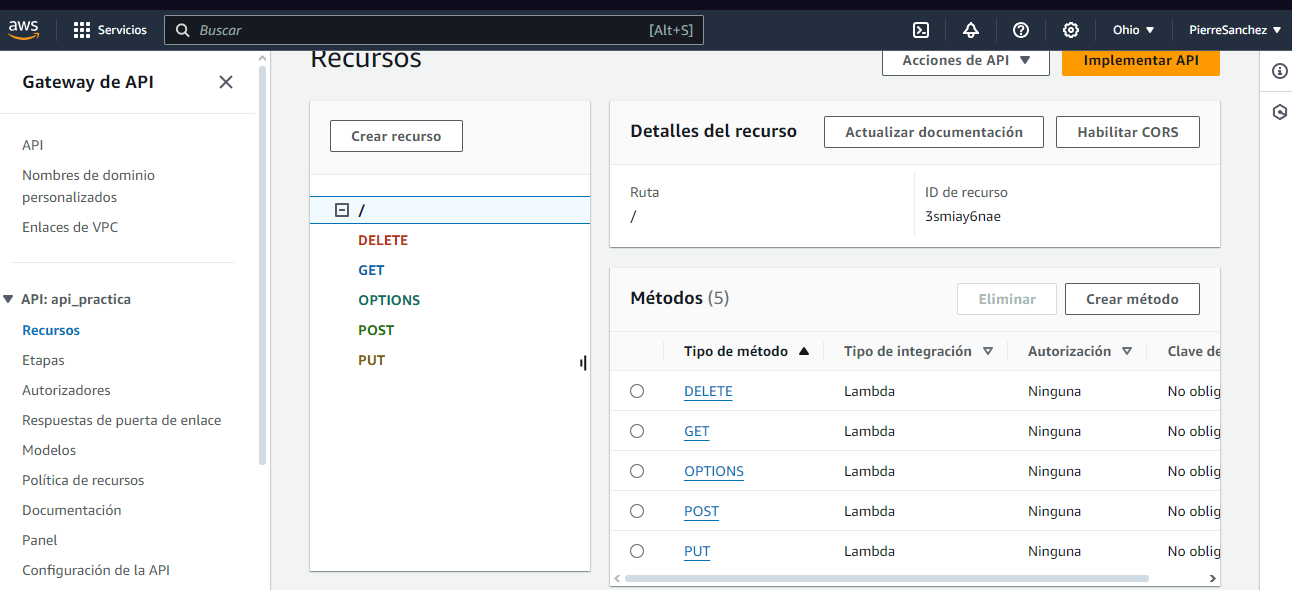 aws
Servicios
Buscar
[Alt+S]
Ohio
PierreSanchez
Gateway de API
API
Nombres de dominio
personalizados
Enlaces de VPC
API: api_practica
Recursos
Etapas
Autorizadores
Respuestas de puerta de enlace
Modelos
Política de recursos
Documentación
Panel
Configuración de la API
Recursos
Acciones de API
Implementar API
Crear recurso
/
DELETE
GET
OPTIONS
POST
PUT
Detalles del recurso
Actualizar documentación
Habilitar CORS
Ruta
/
ID de recurso
3smiay6nae
Métodos (5)
Eliminar
Crear método
Tipo de método Tipo de integración Autorización Clave de
DELETE Lambda Ninguna No oblig
GET Lambda Ninguna No oblig
OPTIONS Lambda Ninguna No oblig
POST Lambda Ninguna No oblig
PUT Lambda Ninguna No oblig